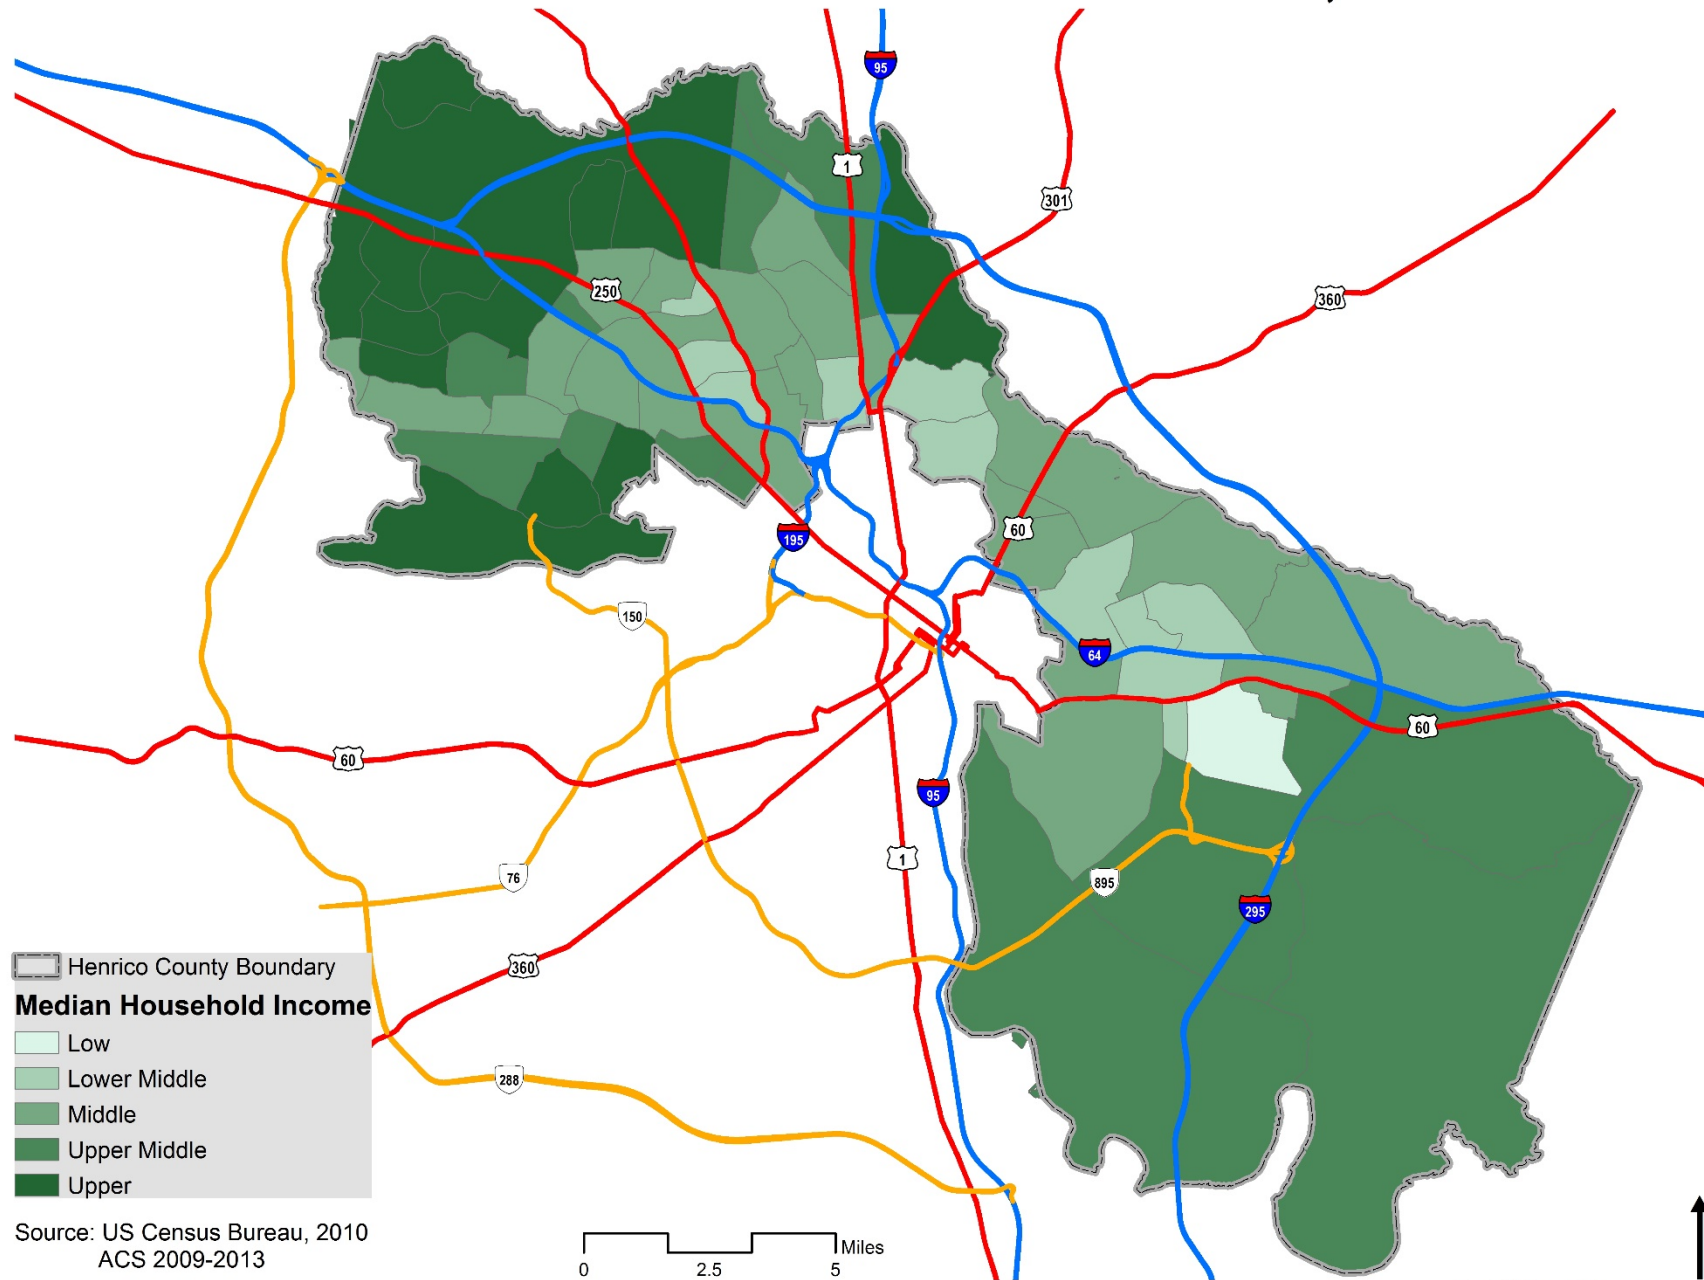 95
1
301
250
360
60
195
150
64
60
60
95
1
76
895
295
360
288
Henrico County Boundary
Median Household Income
Low
Lower Middle
Middle
Upper Middle
Upper
Source: US Census Bureau, 2010
ACS 2009-2013
Miles
0 2.5 5